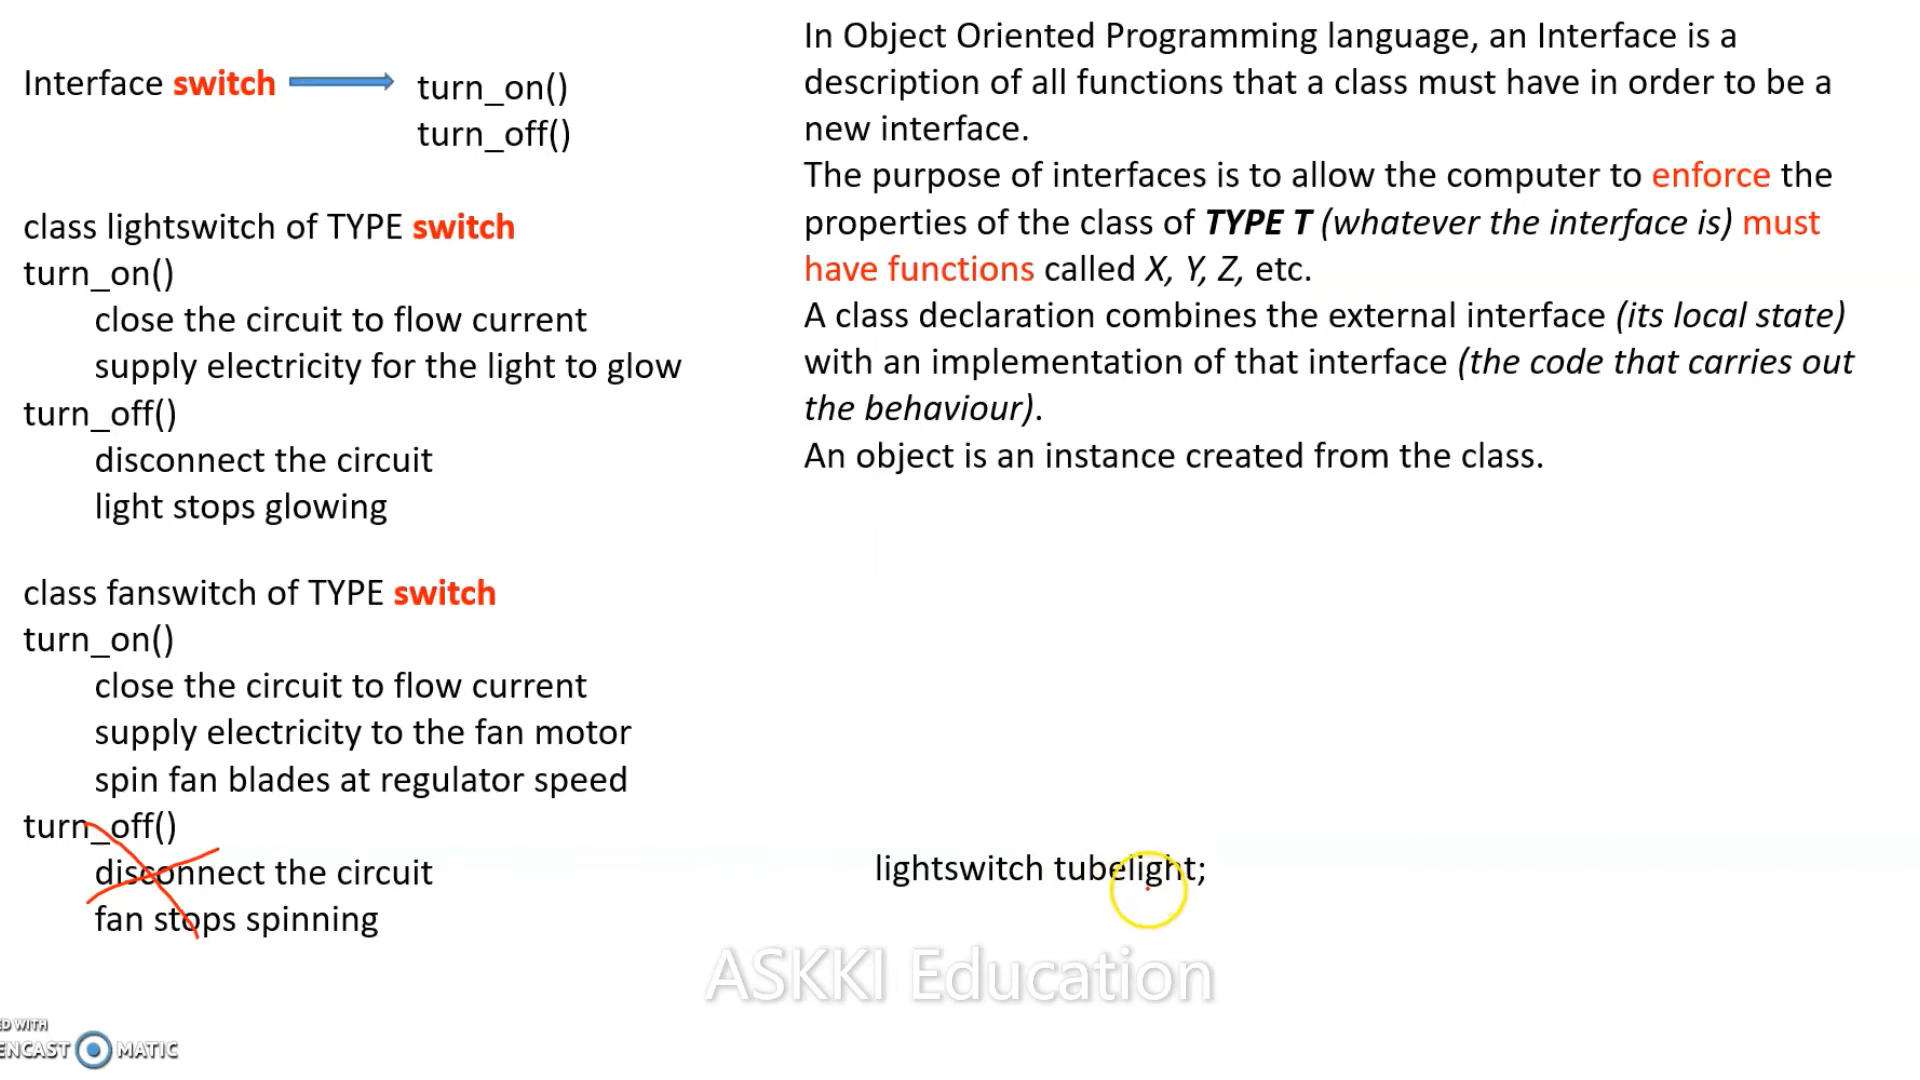 Interface switch
turn_on()
turn_off()
class lightswitch of TYPE switch
turn_on()
close the circuit to flow current
supply electricity for the light to glow
turn_off()
disconnect the circuit
light stops glowing
class fanswitch of TYPE switch
turn_on()
close the circuit to flow current
supply electricity to the fan motor
spin fan blades at regulator speed
turn_off()
disconnect the circuit
fan stops spinning
In Object Oriented Programming language, an Interface is a
description of all functions that a class must have in order to be a
new interface.
The purpose of interfaces is to allow the computer to enforce the
properties of the class of TYPE T (whatever the interface is) must
have functions called X, Y, Z, etc.
A class declaration combines the external interface (its local state)
with an implementation of that interface (the code that carries out
the behaviour).
An object is an instance created from the class.
lightswitch tubelight;
ASKKI Education
ED WITH
ENCAST MATIC